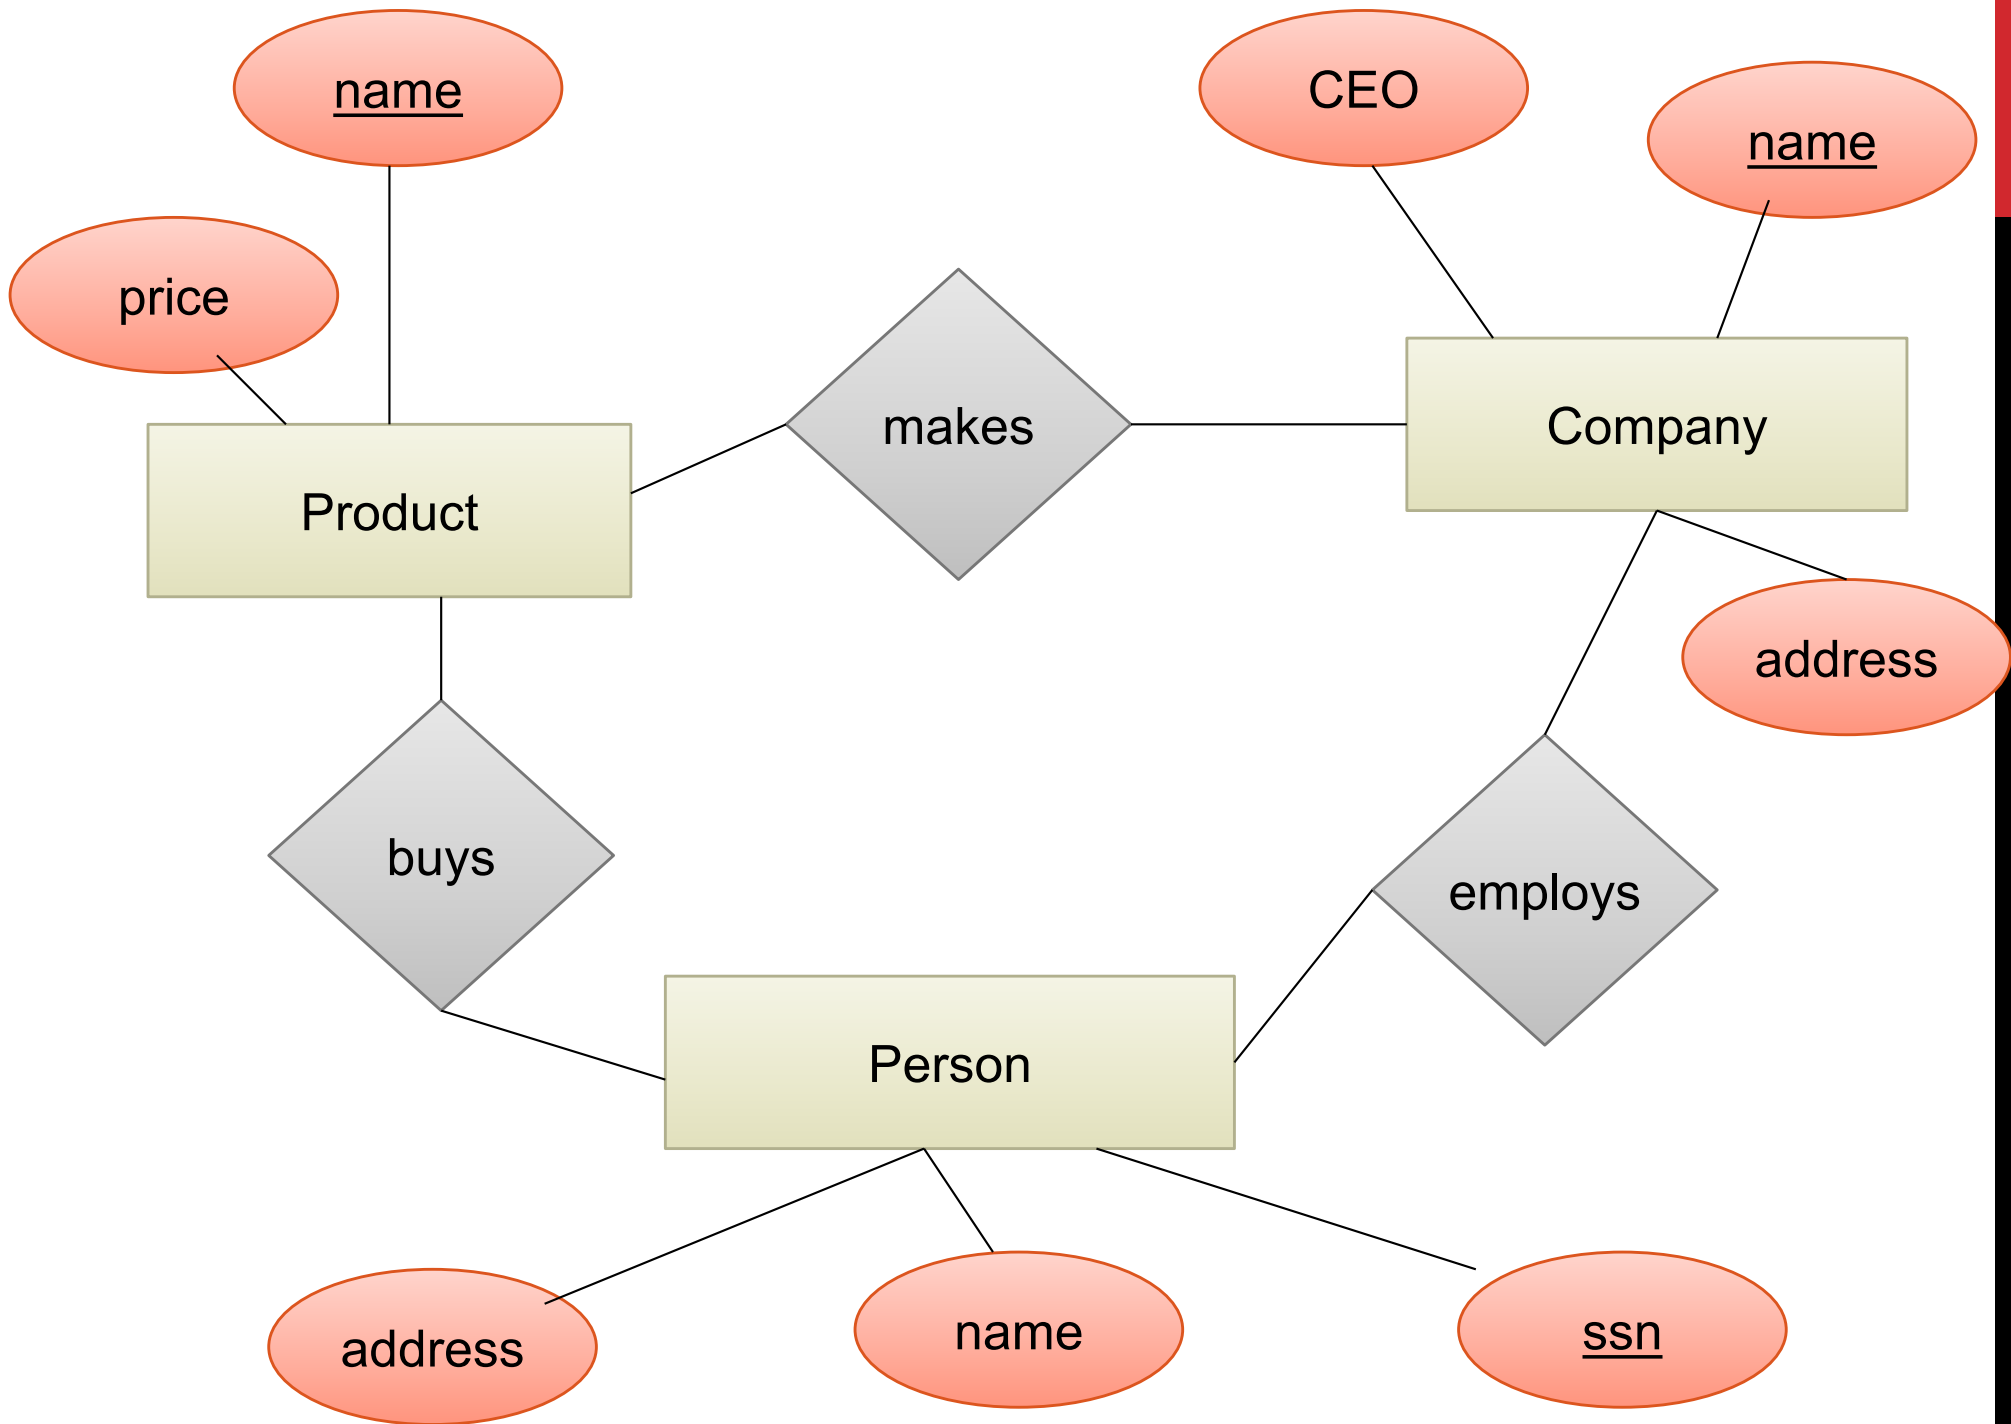 name
CEO
name
price
makes
Company
Product
address
buys
employs
Person
address
name
ssn